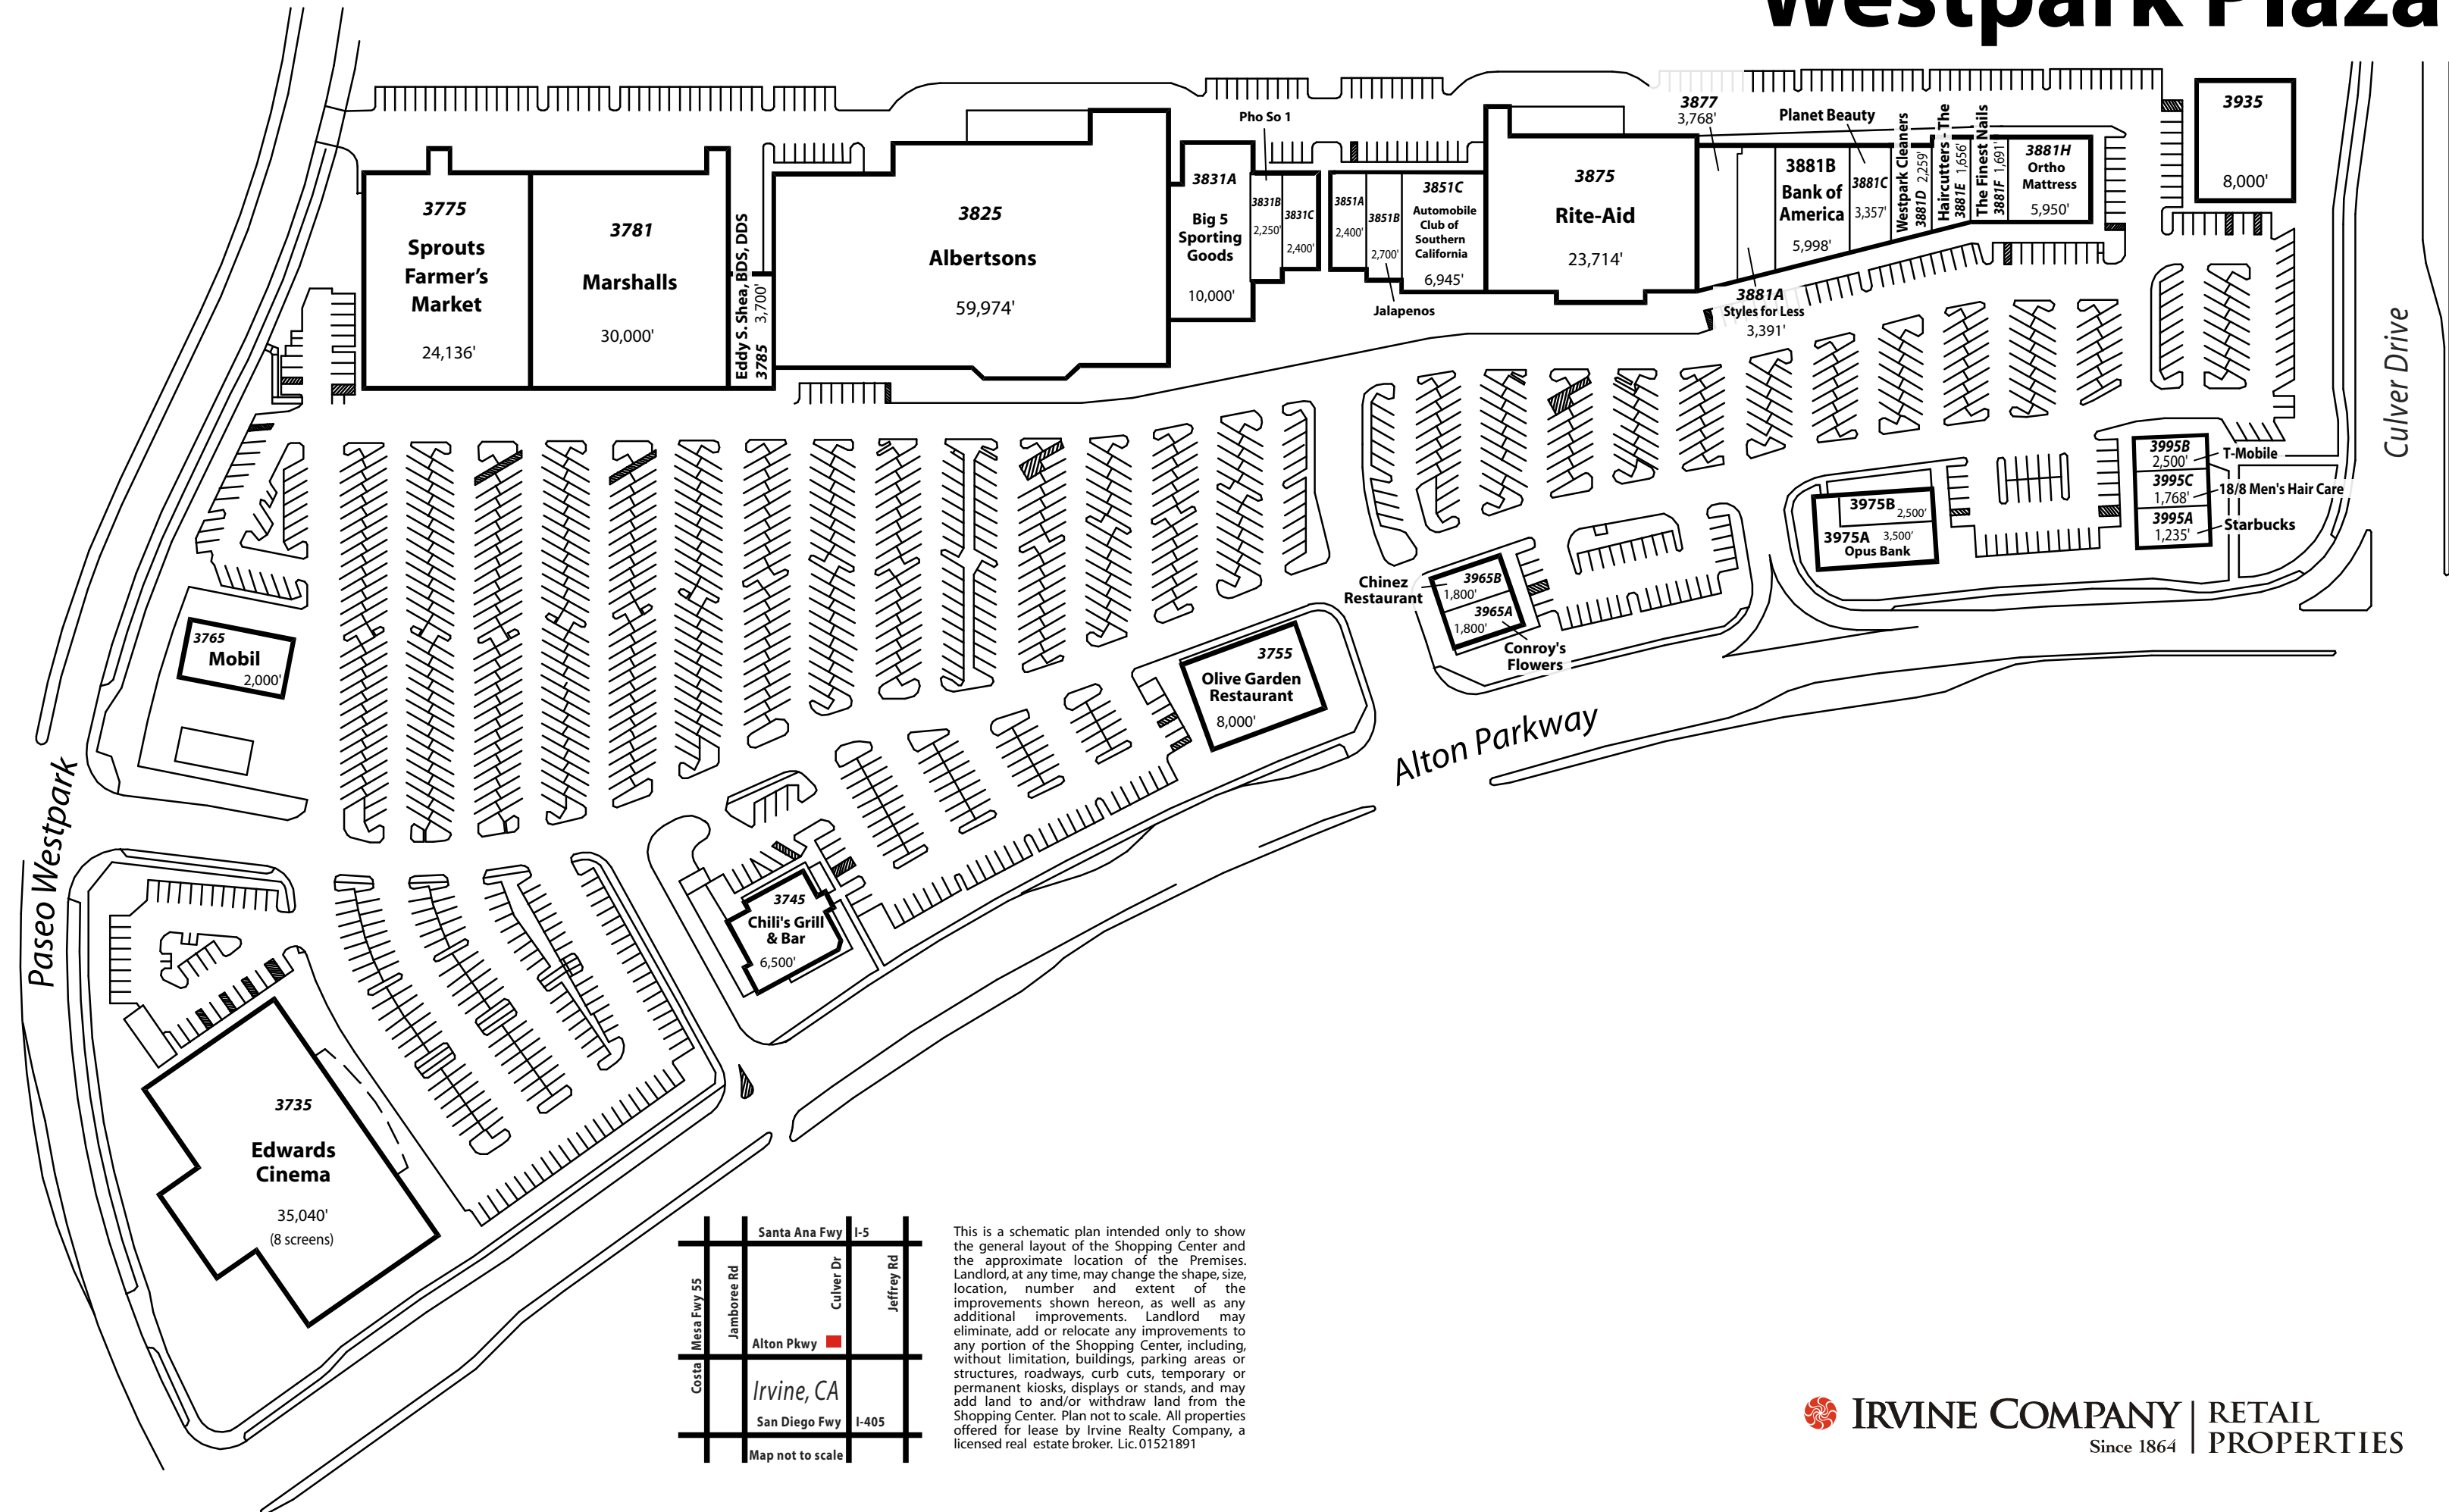 Westpark Plaza
3775
Sprouts
Farmer's
Market
24,136'
3781
Marshalls
30,000'
Eddy S. Shea, BDS, DDS
3785 3,700'
3825
Albertsons
59,974'
3831A
Big 5
Sporting
Goods
10,000'
Pho So 1
3831B
2,250'
3831C
2,400'
3851A
2,400'
3851B
2,700'
Jalapenos
3851C
Automobile
Club of
Southern
California
6,945'
3875
Rite-Aid
23,714'
3877
3,768'
3881A
Styles for Less
3,391'
3881B
Bank of
America
5,998'
Planet Beauty
3881C
3,357'
Westpark Cleaners
3881D 2,259'
Haircutters - The
3881E 1,656'
The Finest Nails
3881F 1,691'
3881H
Ortho
Mattress
5,950'
3935
8,000'
Culver Drive
3995B
2,500'
T-Mobile
3995C
1,768'
18/8 Men's Hair Care
3995A
1,235'
Starbucks
3975B 2,500'
3975A 3,500'
Opus Bank
Chinez
Restaurant
3965B
1,800'
3965A
1,800'
Conroy's
Flowers
3755
Olive Garden
Restaurant
8,000'
Alton Parkway
3765
Mobil
2,000'
Paseo Westpark
3745
Chili's Grill
& Bar
6,500'
3735
Edwards
Cinema
35,040'
(8 screens)
Santa Ana Fwy I-5
Costa Mesa Fwy 55
Jamboree Rd
Culver Dr
Jeffrey Rd
Alton Pkwy
Irvine, CA
San Diego Fwy I-405
Map not to scale
This is a schematic plan intended only to show
the general layout of the Shopping Center and
the approximate location of the Premises.
Landlord, at any time, may change the shape, size,
location, number and extent of the
improvements shown hereon, as well as any
additional improvements. Landlord may
eliminate, add or relocate any improvements to
any portion of the Shopping Center, including,
without limitation, buildings, parking areas or
structures, roadways, curb cuts, temporary or
permanent kiosks, displays or stands, and may
add land to and/or withdraw land from the
Shopping Center. Plan not to scale. All properties
offered for lease by Irvine Realty Company, a
licensed real estate broker. Lic. 01521891
IRVINE COMPANY
Since 1864
RETAIL
PROPERTIES